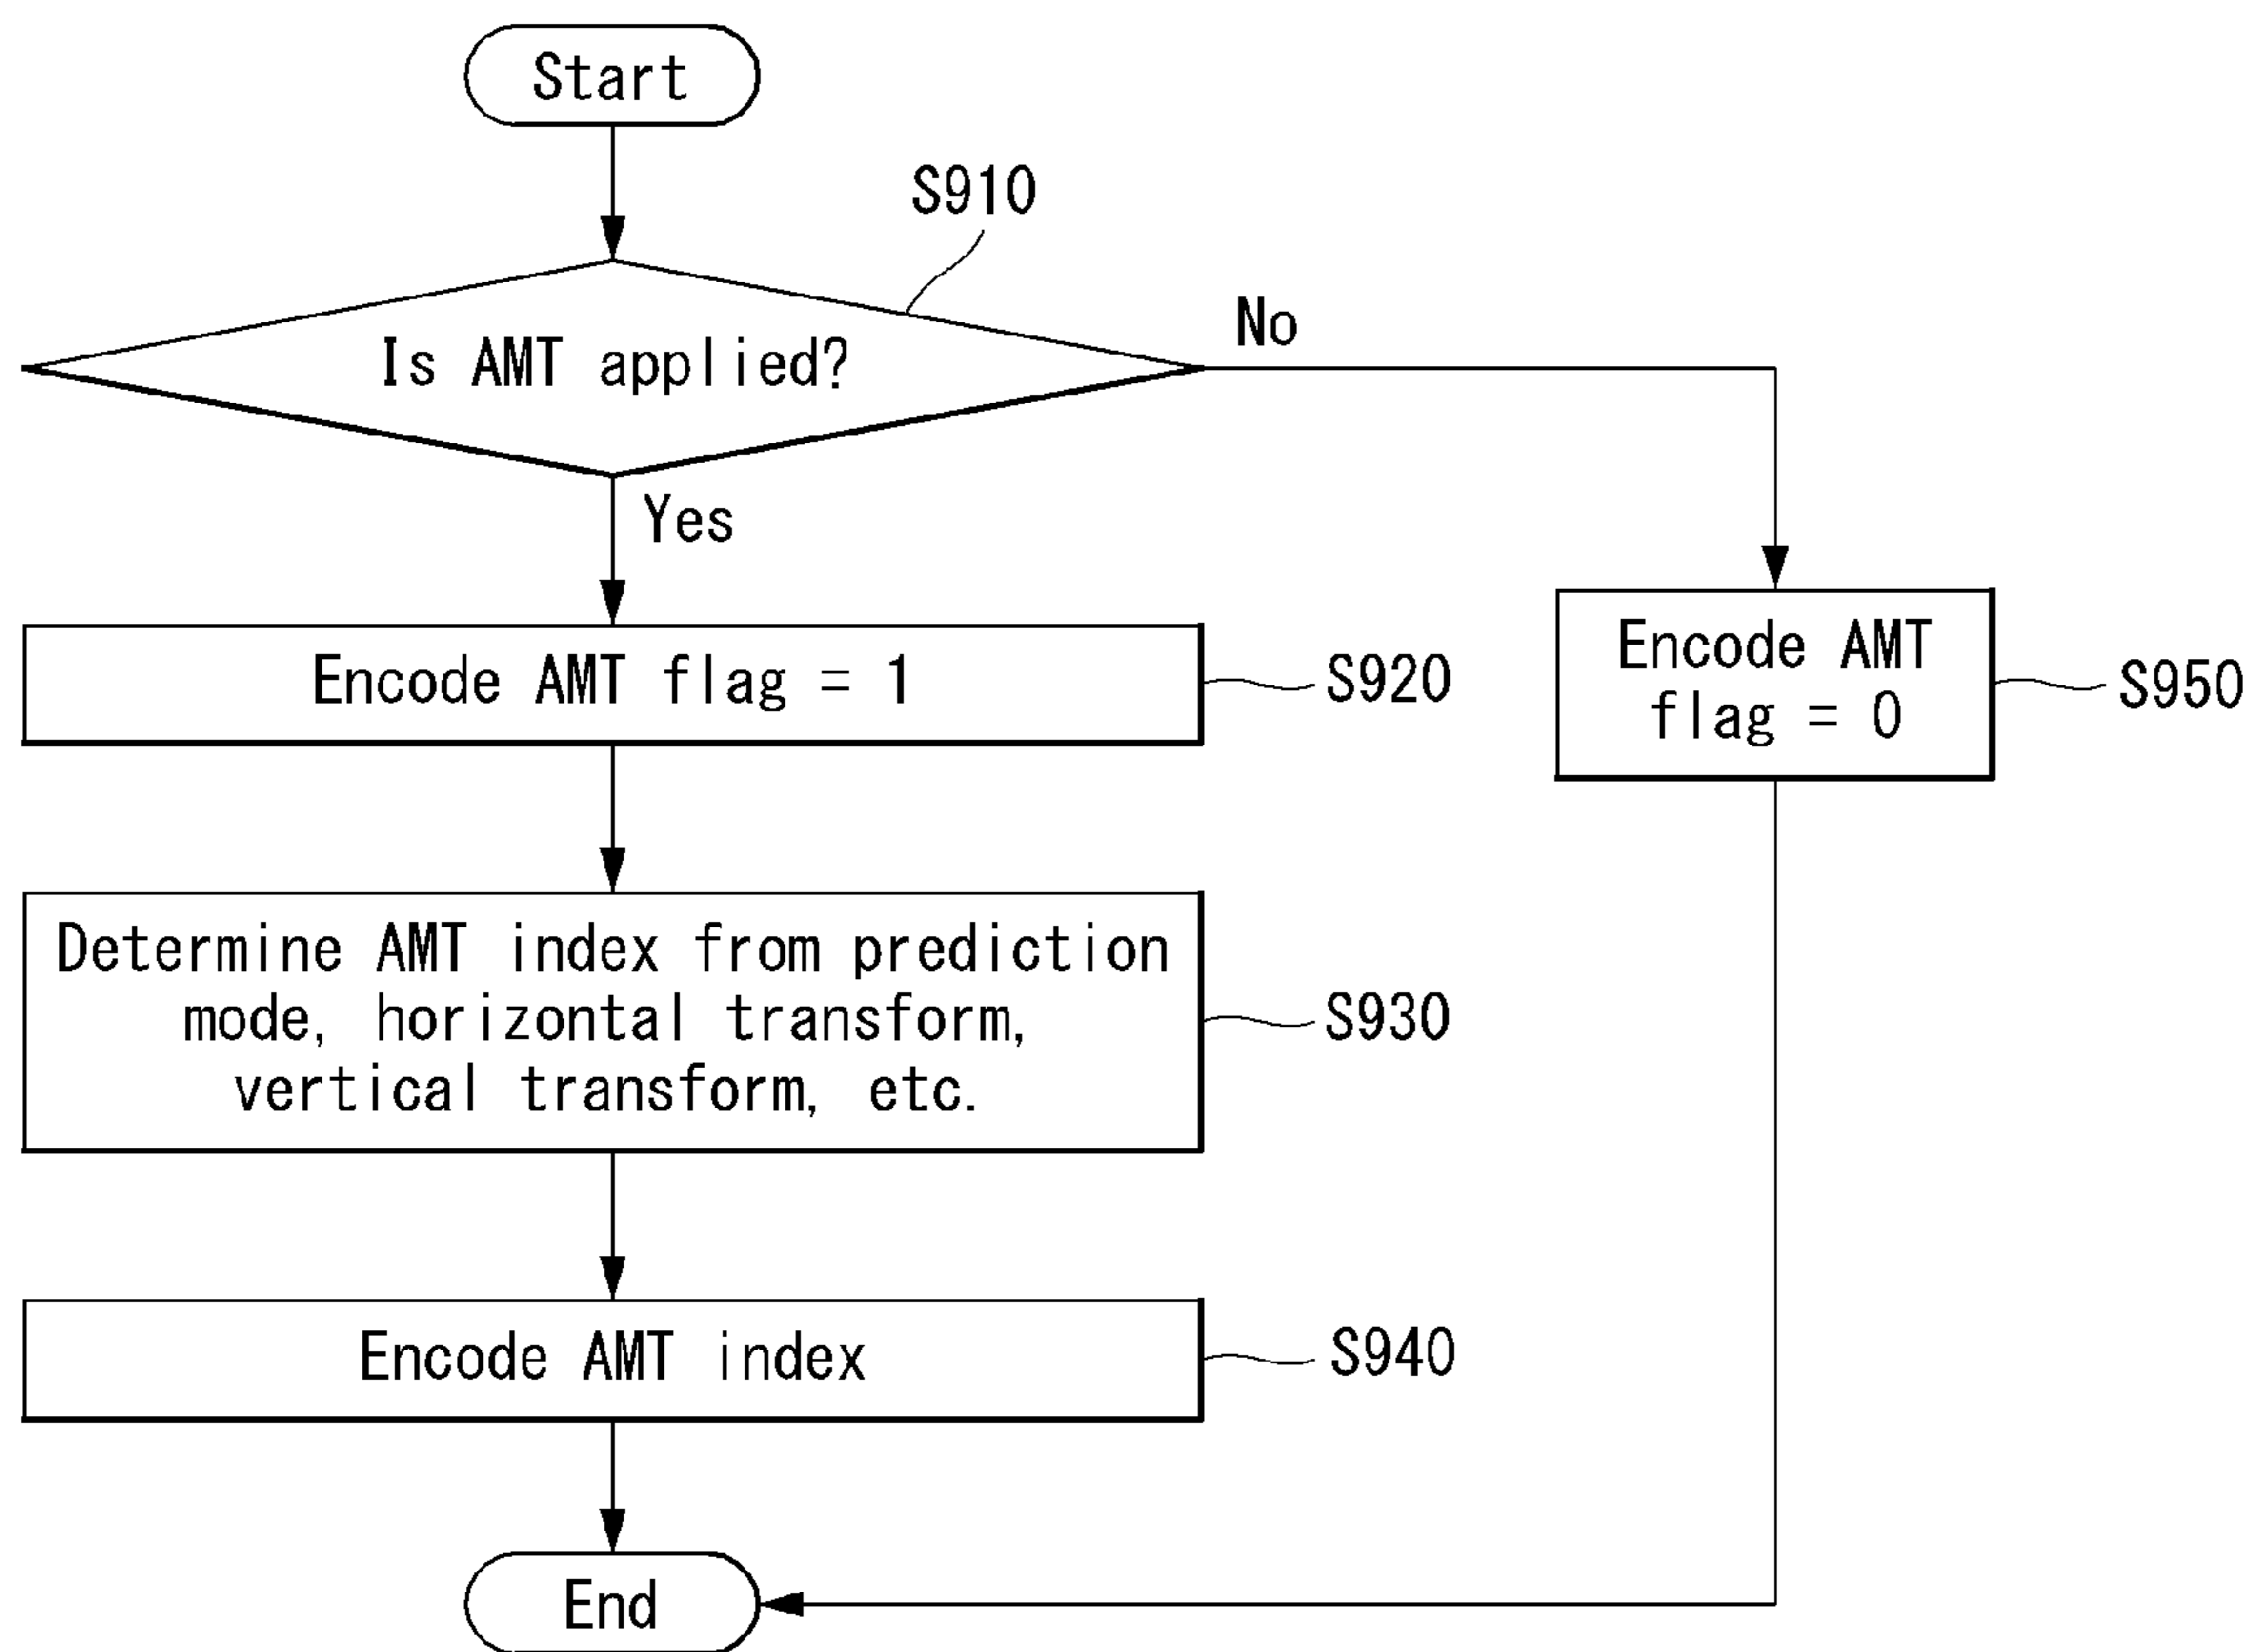 Start
S910
Is AMT applied?
No
Yes
Encode AMT flag = 1
S920
Encode AMT
flag = 0
S950
Determine AMT index from prediction
mode, horizontal transform,
vertical transform, etc.
S930
Encode AMT index
S940
End